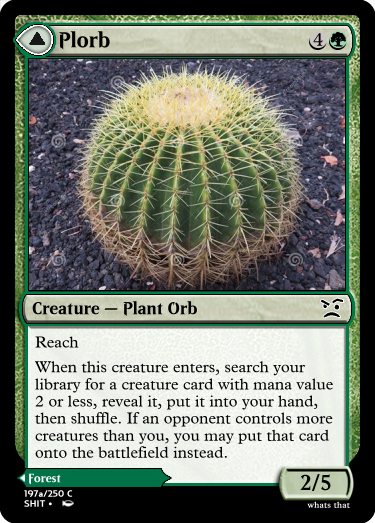 Plorb 4
Creature — Plant Orb
Reach
When this creature enters, search your
library for a creature card with mana value
2 or less, reveal it, put it into your hand,
then shuffle. If an opponent controls more
creatures than you, you may put that card
onto the battlefield instead.
Forest
2/5
197a/250 C
SHIT •
whats that